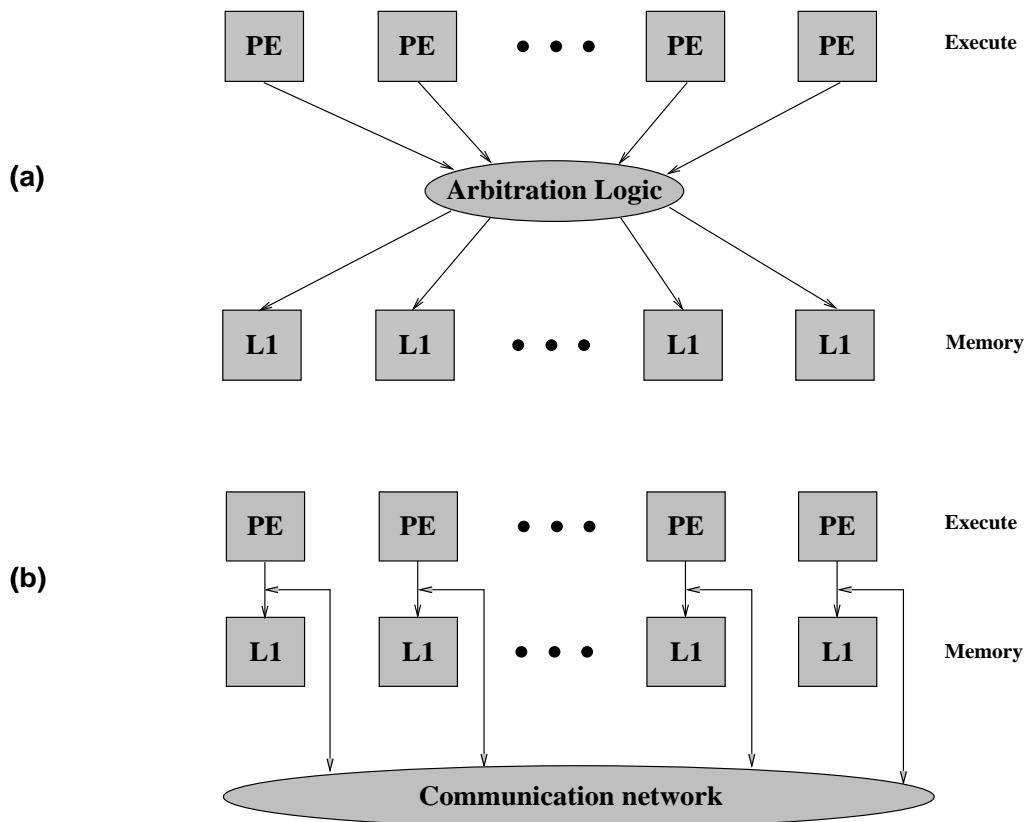 PE PE PE PE Execute
(a)
Arbitration Logic
L1 L1 L1 L1 Memory
PE PE PE PE Execute
(b)
L1 L1 L1 L1 Memory
Communication network